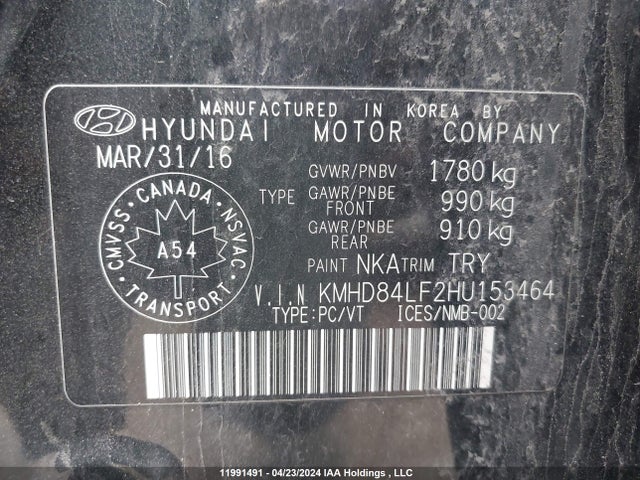 MANUFACTURED IN KOREA BY
HYUNDAI MOTOR COMPANY
MAR/31/16
GVWR/PNBV 1780 kg
TYPE GAWR/PNBE FRONT 990 kg
GAWR/PNBE REAR 910 kg
CMVSS · CANADA · NSVAC
A54
TRANSPORT
PAINT NKA TRIM TRY
V.I.N KMHD84LF2HU153464
TYPE:PC/VT ICES/NMB-002
11991491 - 04/23/2024 IAA Holdings , LLC